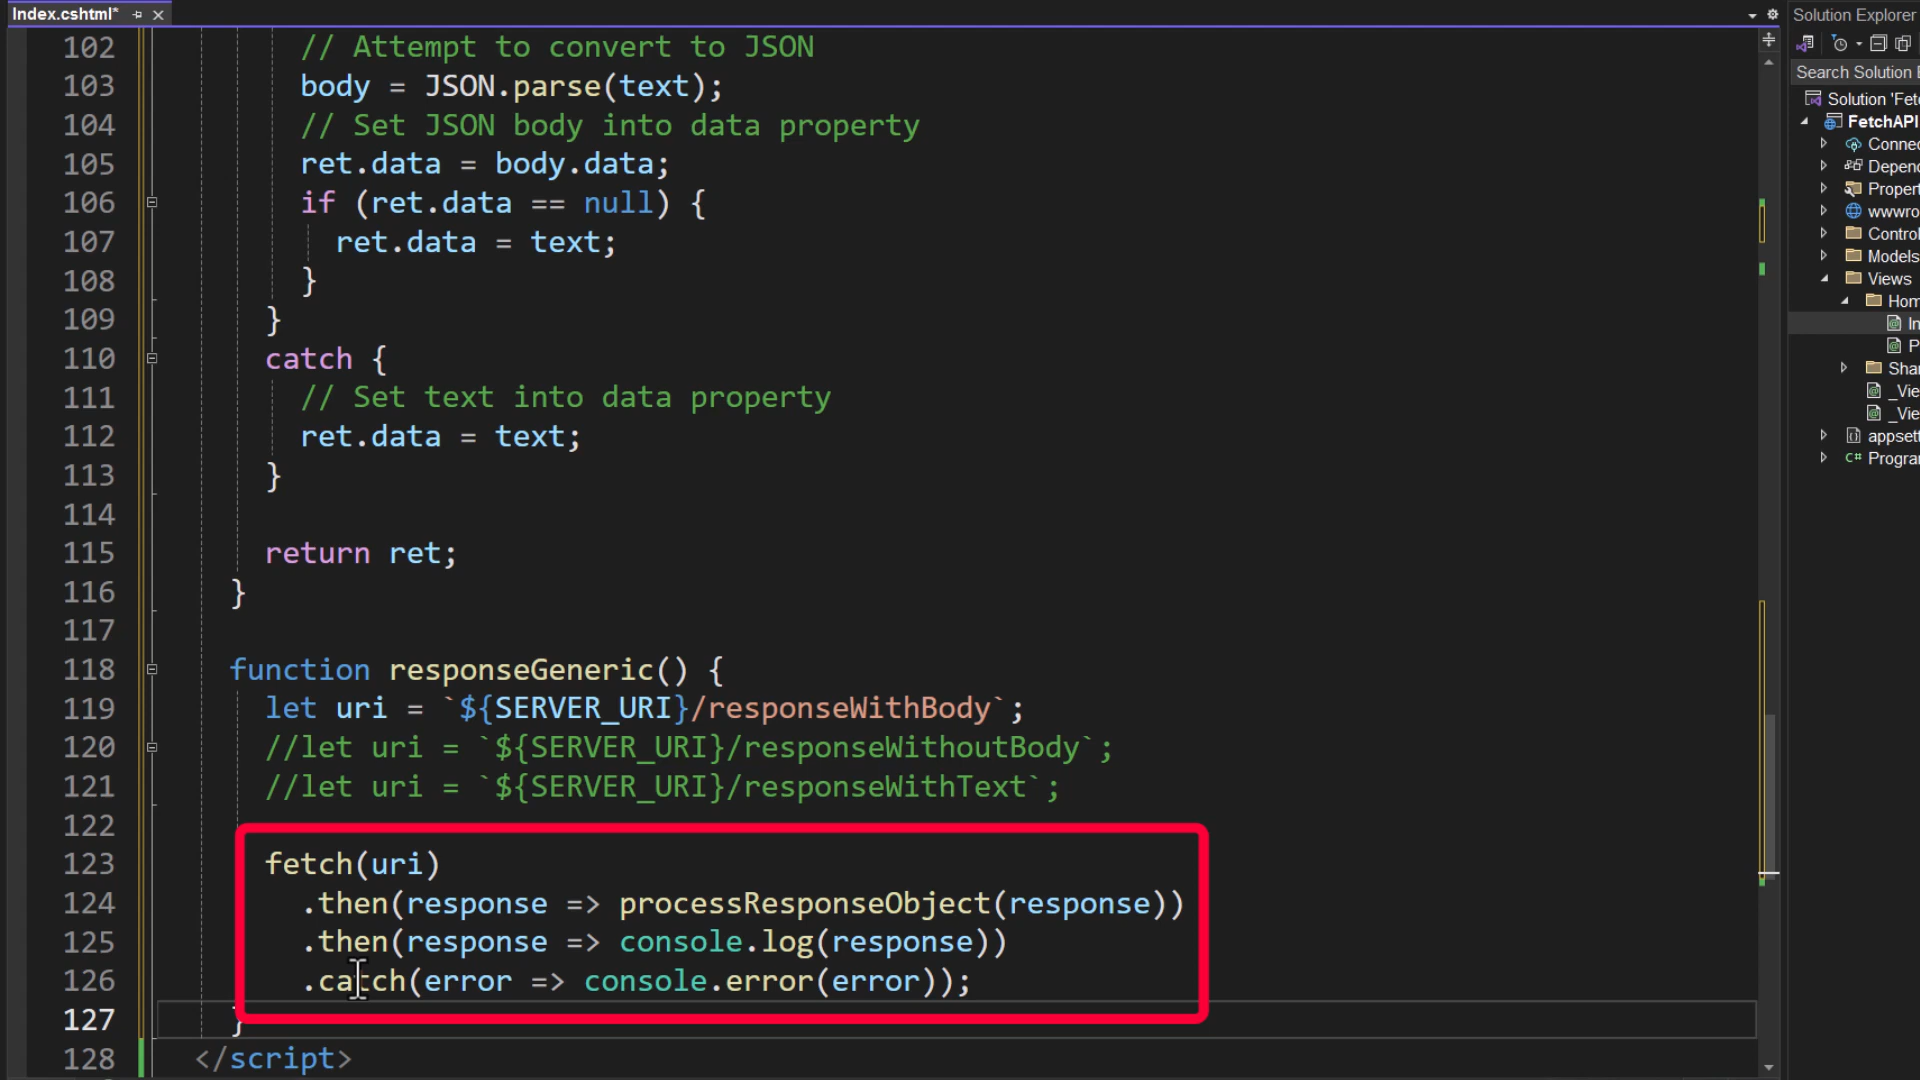 Index.cshtml*
102 // Attempt to convert to JSON
103 body = JSON.parse(text);
104 // Set JSON body into data property
105 ret.data = body.data;
106 if (ret.data == null) {
107 ret.data = text;
108 }
109 }
110 catch {
111 // Set text into data property
112 ret.data = text;
113 }
114
115 return ret;
116 }
117
118 function responseGeneric() {
119 let uri = `${SERVER_URI}/responseWithBody`;
120 //let uri = `${SERVER_URI}/responseWithoutBody`;
121 //let uri = `${SERVER_URI}/responseWithText`;
122
123 fetch(uri)
124 .then(response => processResponseObject(response))
125 .then(response => console.log(response))
126 .catch(error => console.error(error));
127 }
128 </script>
Solution Explorer
Search Solution E
Solution 'Fet
FetchAPI
Connec
Depend
Propert
wwwro
Control
Models
Views
Hom
In
P
Shar
_Vie
_Vie
appsett
C# Program